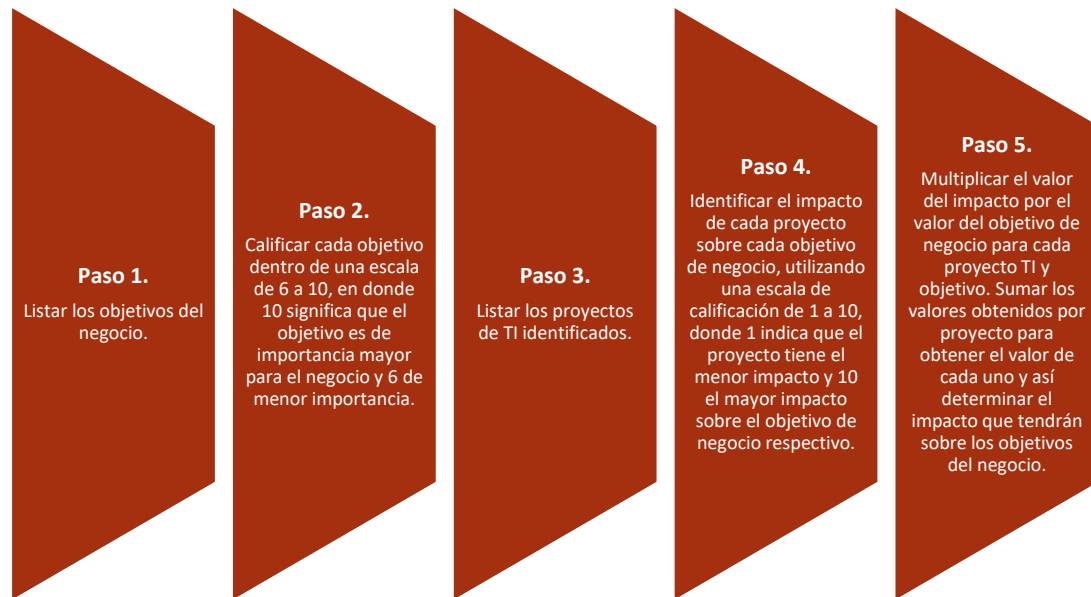 Paso 1.
Listar los objetivos del
negocio.
Paso 2.
Calificar cada objetivo
dentro de una escala
de 6 a 10, en donde
10 significa que el
objetivo es de
importancia mayor
para el negocio y 6 de
menor importancia.
Paso 3.
Listar los proyectos
de TI identificados.
Paso 4.
Identificar el impacto
de cada proyecto
sobre cada objetivo
de negocio, utilizando
una escala de
calificación de 1 a 10,
donde 1 indica que el
proyecto tiene el
menor impacto y 10
el mayor impacto
sobre el objetivo de
negocio respectivo.
Paso 5.
Multiplicar el valor
del impacto por el
valor del objetivo de
negocio para cada
proyecto TI y
objetivo. Sumar los
valores obtenidos por
proyecto para
obtener el valor de
cada uno y así
determinar el
impacto que tendrán
sobre los objetivos
del negocio.